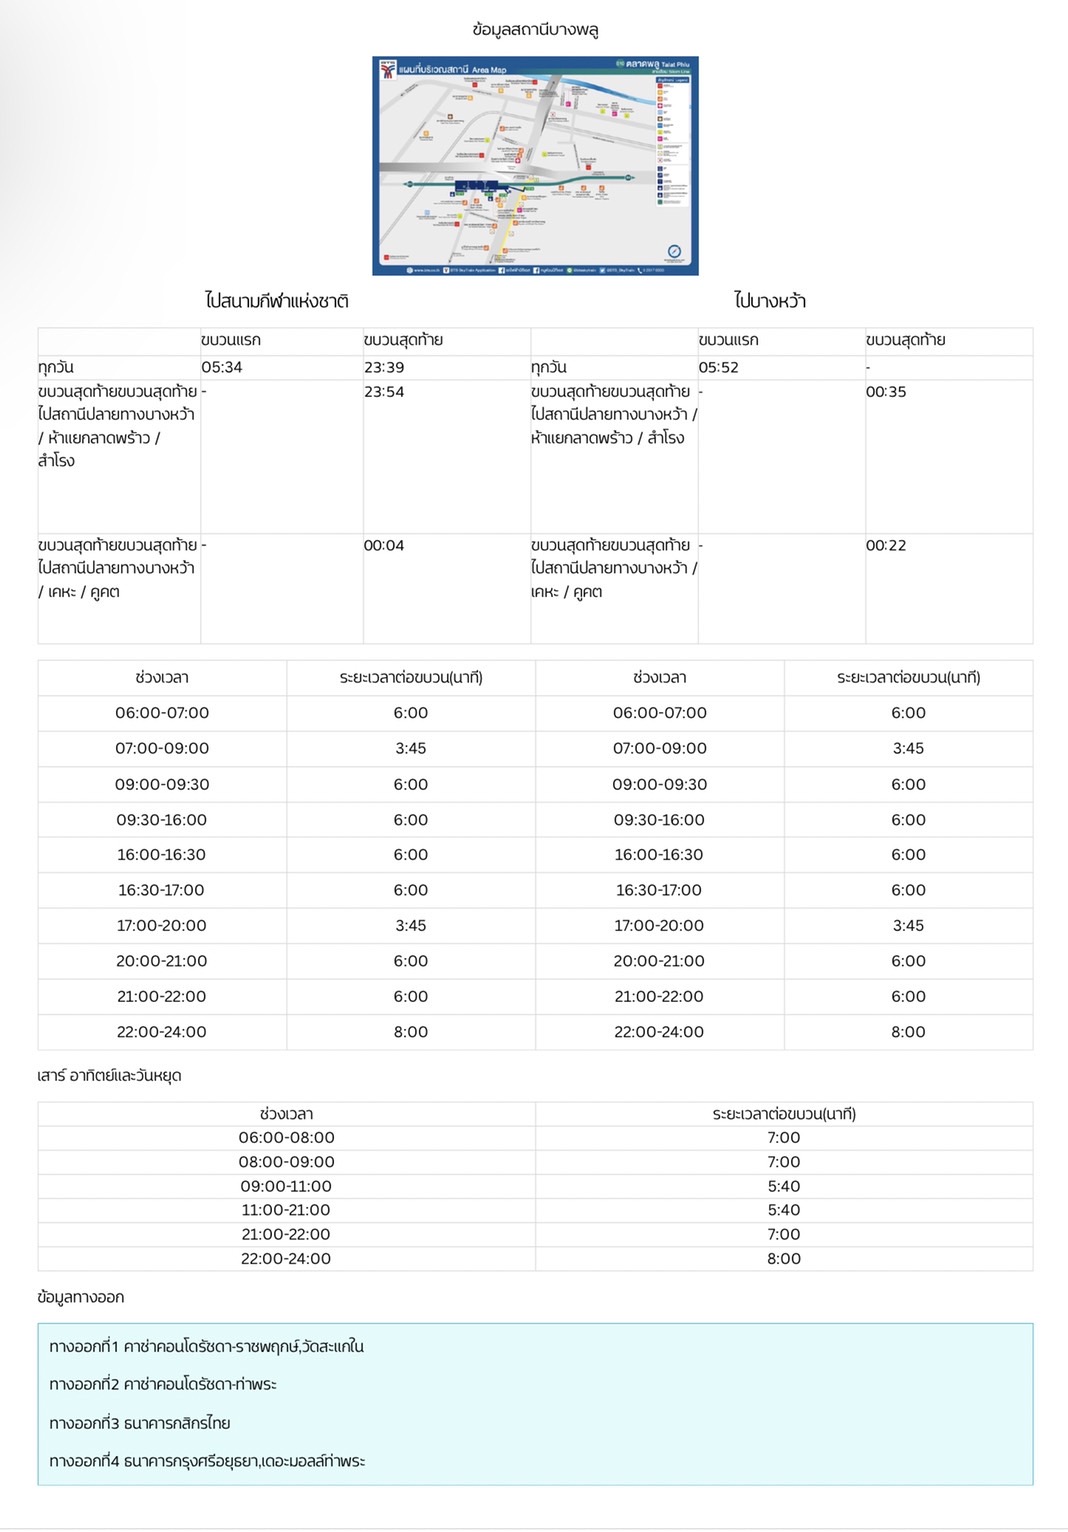 ข้อมูลสถานีบางพลู
BTS แผนที่บริเวณสถานี Area Map
ตลาดพลู Talat Phlu
ไปสนามกีฬาแห่งชาติ
ไปบางหว้า
ขบวนแรก ขบวนสุดท้าย ขบวนแรก ขบวนสุดท้าย
ทุกวัน 05:34 23:39 ทุกวัน 05:52 -
ขบวนสุดท้ายขบวนสุดท้าย - 23:54 ขบวนสุดท้ายขบวนสุดท้าย - 00:35
ไปสถานีปลายทางบางหว้า ไปสถานีปลายทางบางหว้า /
/ ห้าแยกลาดพร้าว / ห้าแยกลาดพร้าว / สำโรง
สำโรง
ขบวนสุดท้ายขบวนสุดท้าย - 00:04 ขบวนสุดท้ายขบวนสุดท้าย - 00:22
ไปสถานีปลายทางบางหว้า ไปสถานีปลายทางบางหว้า /
/ เคหะ / คูคต เคหะ / คูคต
ช่วงเวลา ระยะเวลาต่อขบวน(นาที) ช่วงเวลา ระยะเวลาต่อขบวน(นาที)
06:00-07:00 6:00 06:00-07:00 6:00
07:00-09:00 3:45 07:00-09:00 3:45
09:00-09:30 6:00 09:00-09:30 6:00
09:30-16:00 6:00 09:30-16:00 6:00
16:00-16:30 6:00 16:00-16:30 6:00
16:30-17:00 6:00 16:30-17:00 6:00
17:00-20:00 3:45 17:00-20:00 3:45
20:00-21:00 6:00 20:00-21:00 6:00
21:00-22:00 6:00 21:00-22:00 6:00
22:00-24:00 8:00 22:00-24:00 8:00
เสาร์ อาทิตย์และวันหยุด
ช่วงเวลา ระยะเวลาต่อขบวน(นาที)
06:00-08:00 7:00
08:00-09:00 7:00
09:00-11:00 5:40
11:00-21:00 5:40
21:00-22:00 7:00
22:00-24:00 8:00
ข้อมูลทางออก
ทางออกที่1 คาซ่าคอนโดรัชดา-ราชพฤกษ์,วัดสะแกใน
ทางออกที่2 คาซ่าคอนโดรัชดา-ท่าพระ
ทางออกที่3 ธนาคารกสิกรไทย
ทางออกที่4 ธนาคารกรุงศรีอยุธยา,เดอะมอลล์ท่าพระ